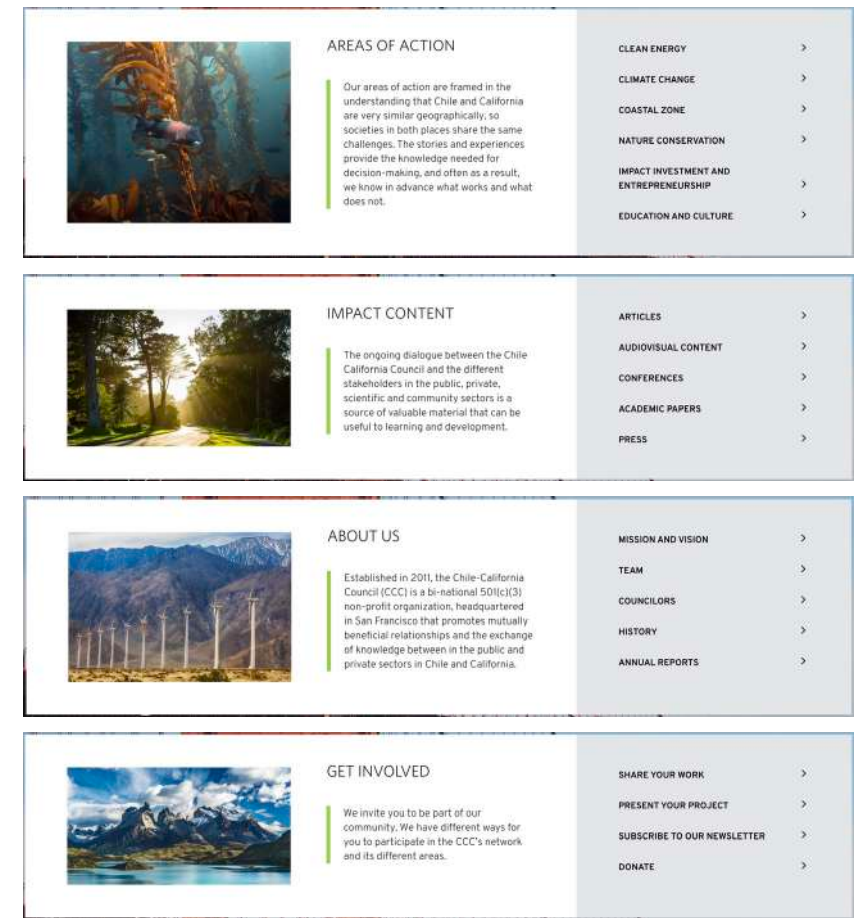 AREAS OF ACTION
Our areas of action are framed in the
understanding that Chile and California
are very similar geographically, so
societies in both places share the same
challenges. The stories and experiences
provide the knowledge needed for
decision-making, and often as a result,
we know in advance what works and what
does not.
CLEAN ENERGY
CLIMATE CHANGE
COASTAL ZONE
NATURE CONSERVATION
IMPACT INVESTMENT AND
ENTREPRENEURSHIP
EDUCATION AND CULTURE
IMPACT CONTENT
The ongoing dialogue between the Chile
California Council and the different
stakeholders in the public, private,
scientific and community sectors is a
source of valuable material that can be
useful to learning and development.
ARTICLES
AUDIOVISUAL CONTENT
CONFERENCES
ACADEMIC PAPERS
PRESS
ABOUT US
Established in 2011, the Chile-California
Council (CCC) is a bi-national 501(c)(3)
non-profit organization, headquartered
in San Francisco that promotes mutually
beneficial relationships and the exchange
of knowledge between in the public and
private sectors in Chile and California.
MISSION AND VISION
TEAM
COUNCILORS
HISTORY
ANNUAL REPORTS
GET INVOLVED
We invite you to be part of our
community. We have different ways for
you to participate in the CCC's network
and its different areas.
SHARE YOUR WORK
PRESENT YOUR PROJECT
SUBSCRIBE TO OUR NEWSLETTER
DONATE